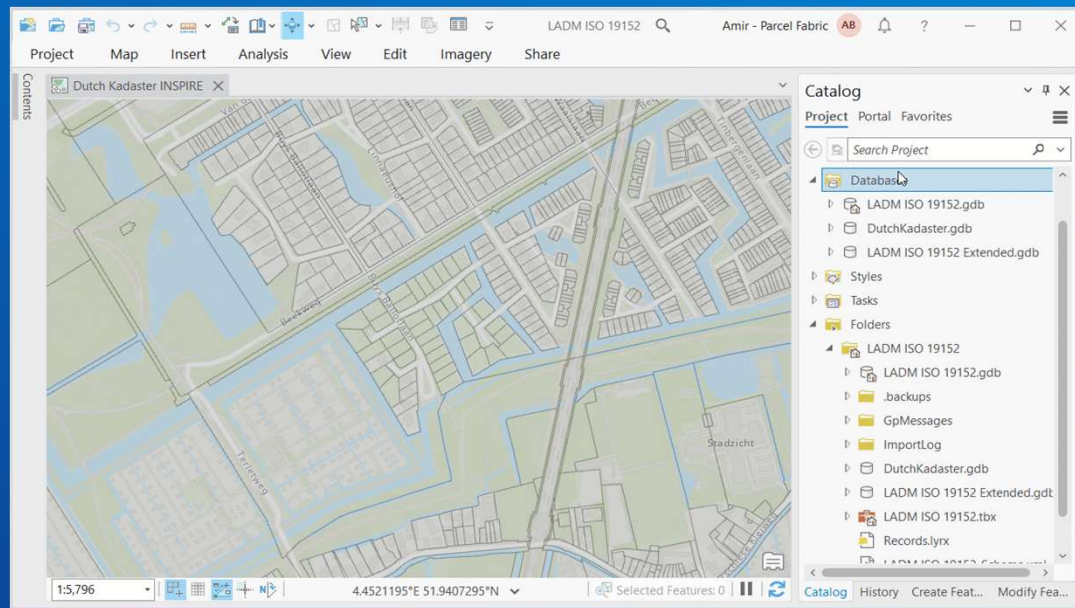 LADM ISO 19152
Amir - Parcel Fabric
AB
?
Project Map Insert Analysis View Edit Imagery Share
Contents
Dutch Kadaster INSPIRE
Linnaeushof
Buys Ballotlaan
Beekweg
Terletweg
Stadzicht
1:5,796
4.4521195°E 51.9407295°N
Selected Features: 0
Catalog
Project Portal Favorites
Search Project
LADM ISO 19152.gdb
DutchKadaster.gdb
LADM ISO 19152 Extended.gdb
Styles
Tasks
Folders
LADM ISO 19152
LADM ISO 19152.gdb
.backups
GpMessages
ImportLog
DutchKadaster.gdb
LADM ISO 19152 Extended.gdb
LADM ISO 19152.tbx
Records.lyrx
Catalog History Create Feat... Modify Fea...